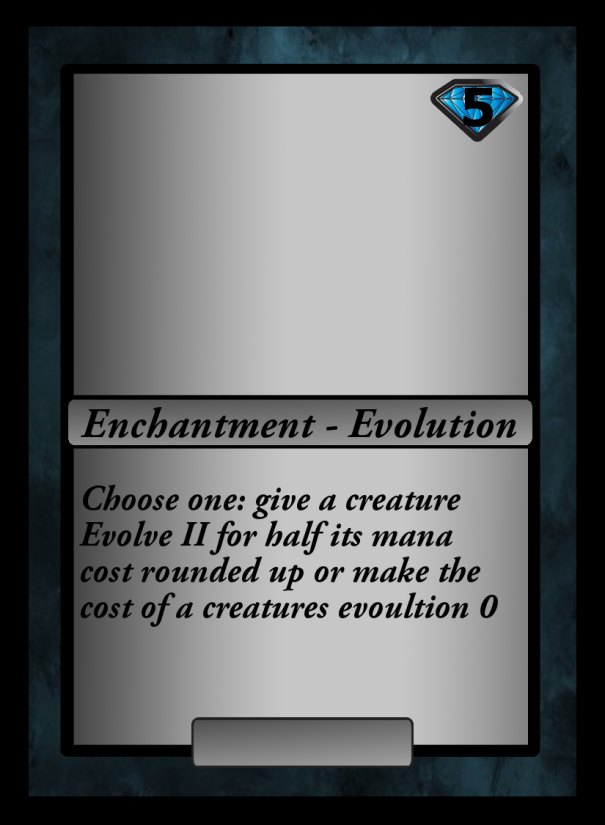 5
Enchantment - Evolution
Choose one: give a creature
Evolve II for half its mana
cost rounded up or make the
cost of a creatures evoultion 0